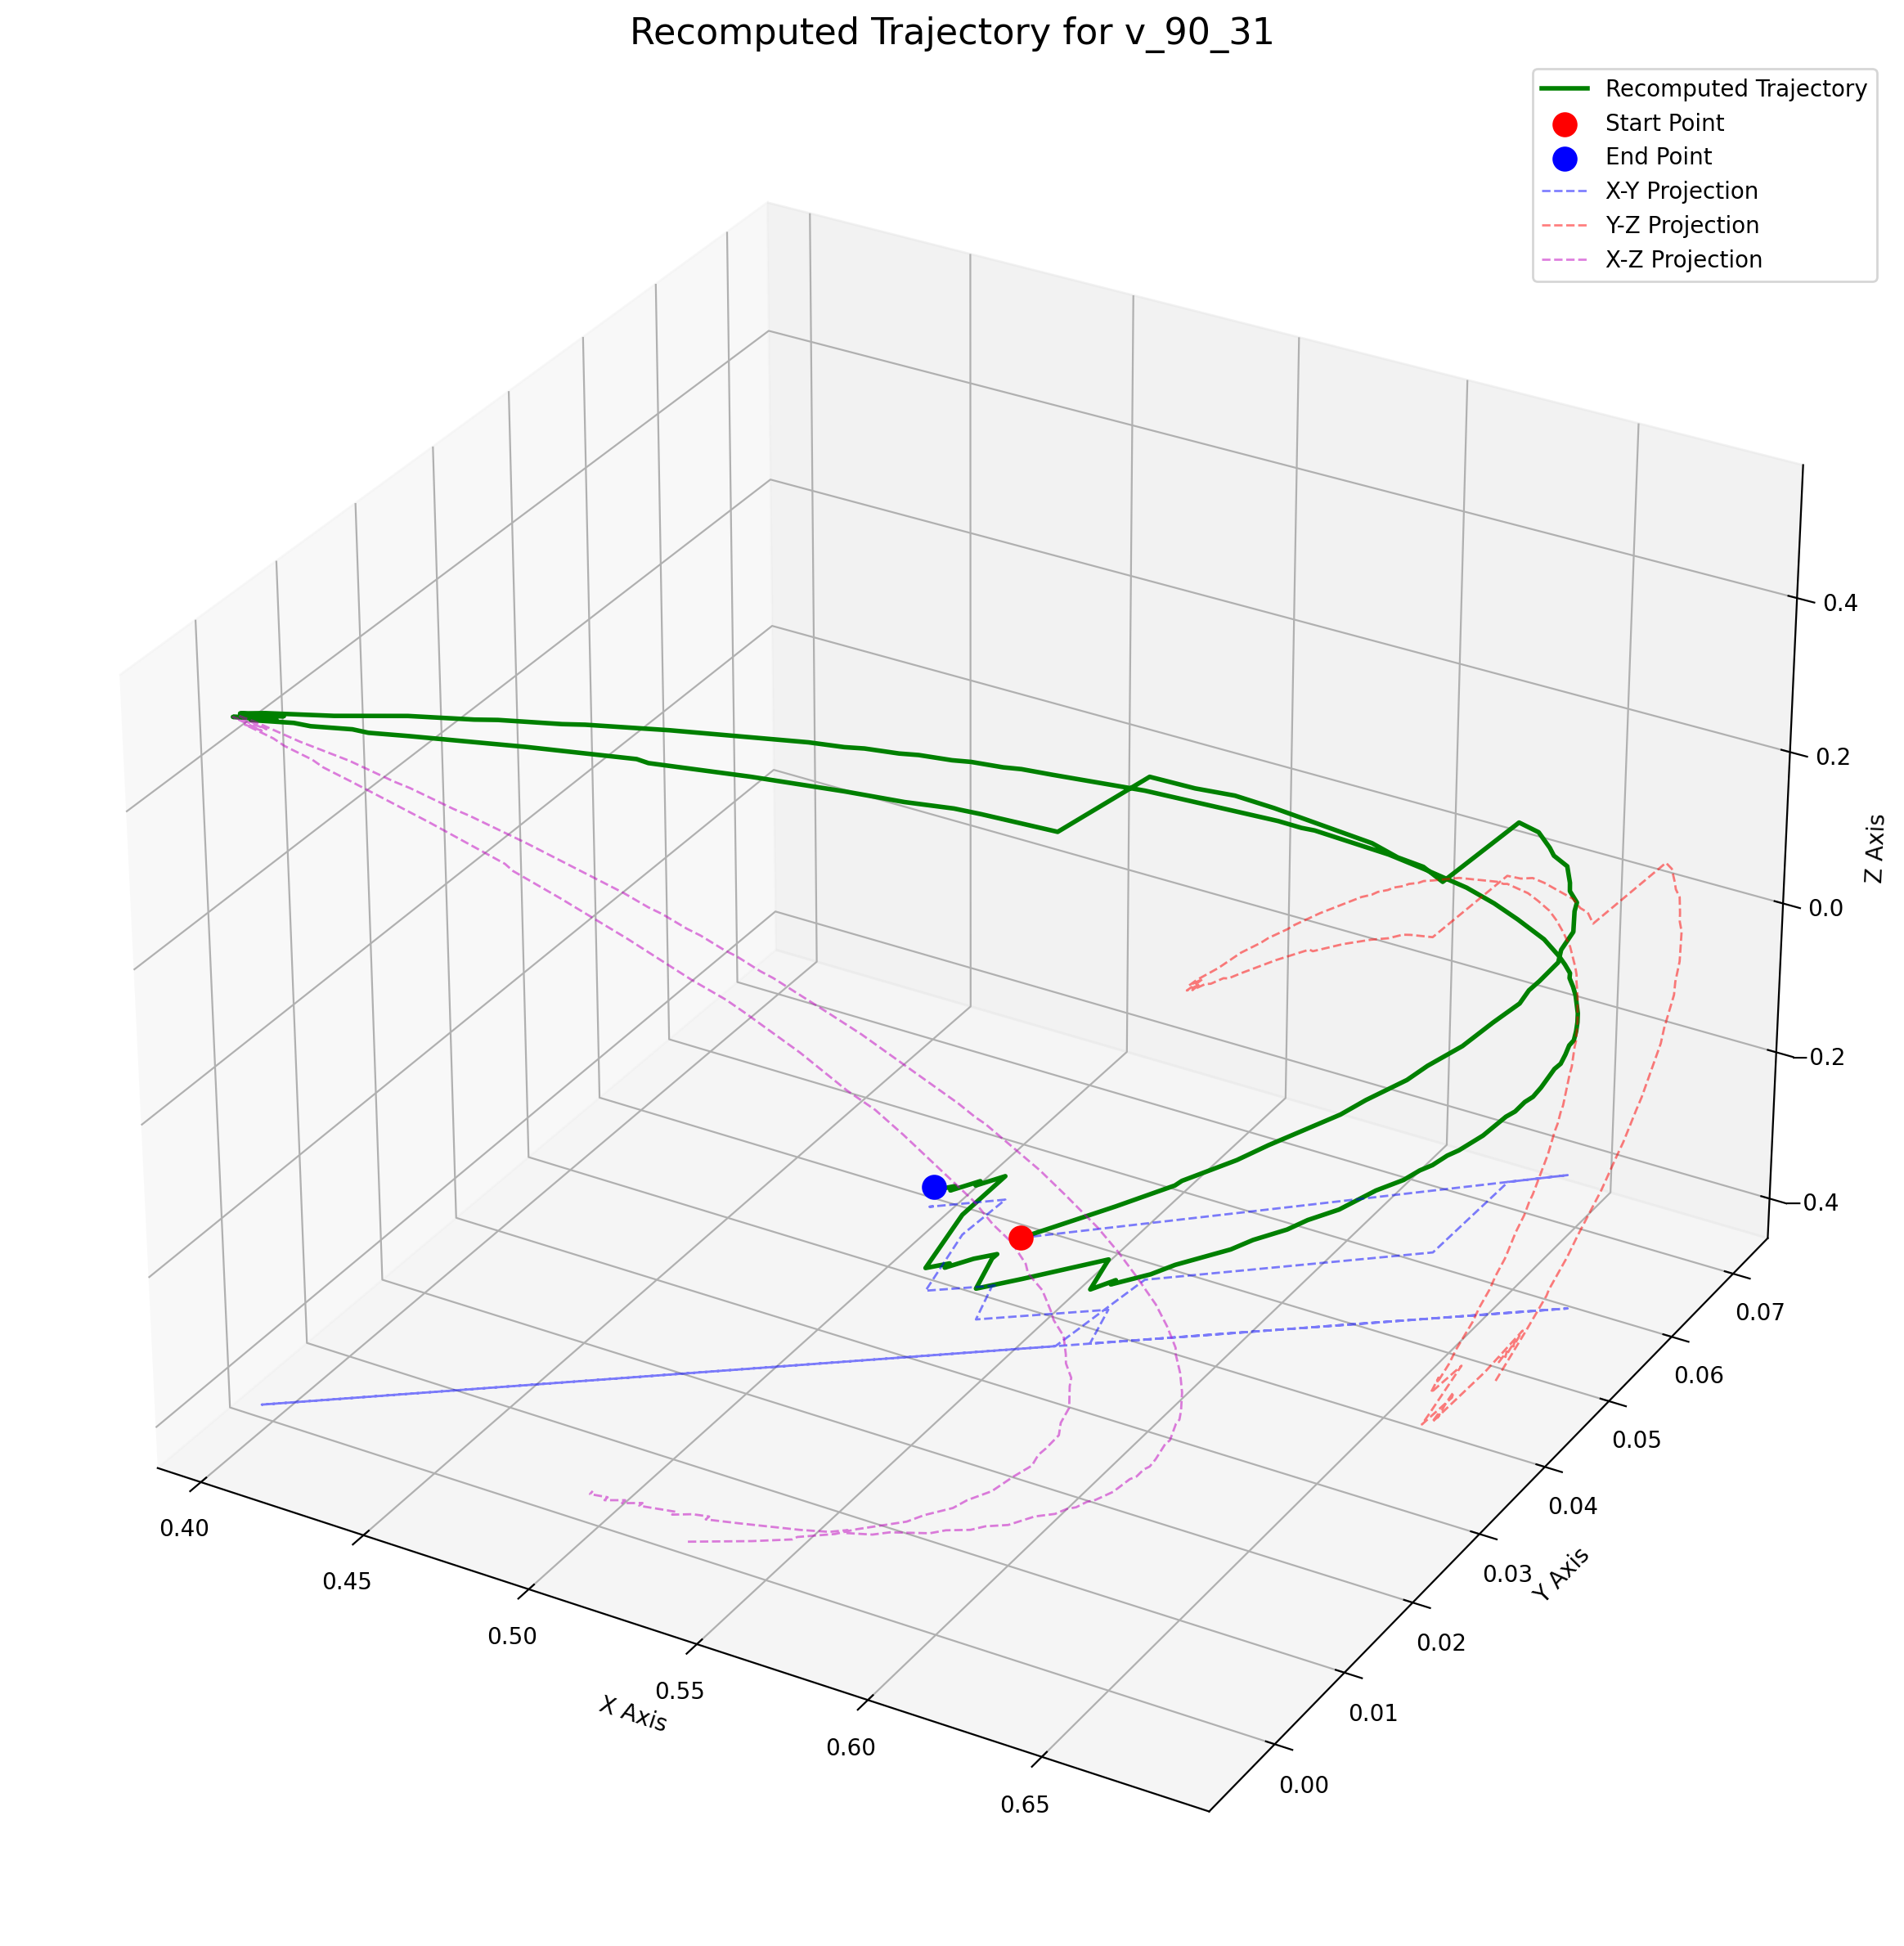 Recomputed Trajectory for v_90_31
Recomputed Trajectory
Start Point
End Point
X-Y Projection
Y-Z Projection
X-Z Projection
0.4
0.2
Z Axis
0.0
−0.2
−0.4
0.07
0.06
0.05
0.04
0.03
Y Axis
0.02
0.01
0.00
0.40
0.45
0.50
0.55
X Axis
0.60
0.65